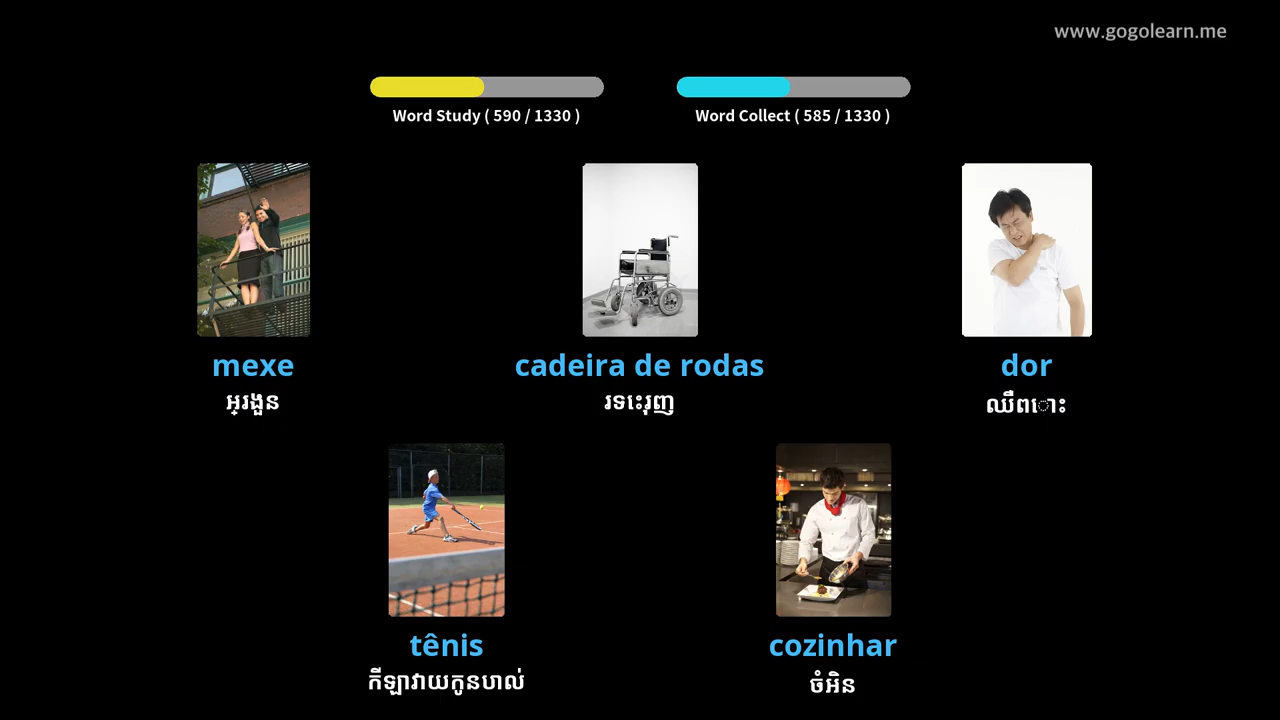 www.gogolearn.me
Word Study ( 590 / 1330 )
Word Collect ( 585 / 1330 )
mexe
អ្រងួន
cadeira de rodas
រទេះរុញ
dor
ឈឺពោះ
tênis
កីឡាវាយកូនបាល់
cozinhar
ចំអិន